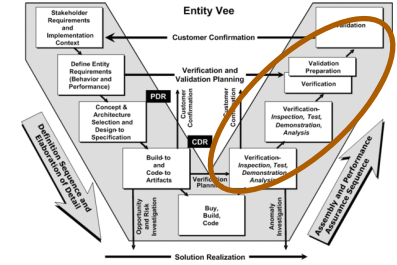 Entity Vee
Stakeholder
Requirements
and
Implementation
Context
Validation
Customer Confirmation
Define Entity
Requirements
(Behavior and
Performance)
Verification and
Validation Planning
Validation
Preparation
Verification
PDR
Customer
Confirmation
Customer
Confirmation
Concept &
Architecture
Selection and
Design-to
Specification
Verification-
Inspection, Test,
Demonstration,
Analysis
CDR
Build-to
and
Code-to
Artifacts
Verification
Planning
Verification-
Inspection, Test,
Demonstration
Analysis
Definition Sequence and
Elaboration of Detail
Assembly and Performance
Assurance Sequence
Opportunity
and Risk
Investigation
Buy,
Build,
Code
Anomaly
Investigation
Solution Realization